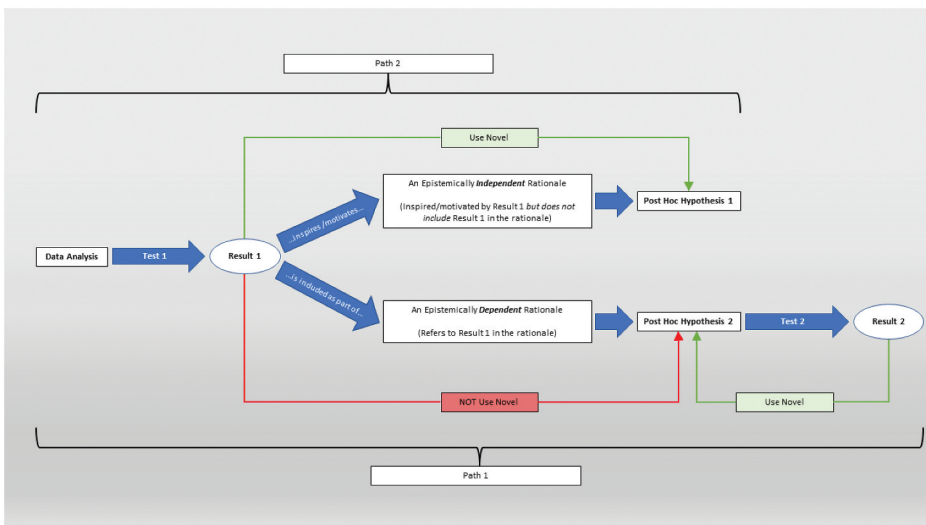 Path 2
Use Novel
An Epistemically Independent Rationale
(Inspired/motivated by Result 1 but does not
include Result 1 in the rationale)
Post Hoc Hypothesis 1
...inspires/motivates...
Data Analysis
Test 1
Result 1
...is included as part of...
An Epistemically Dependent Rationale
(Refers to Result 1 in the rationale)
Post Hoc Hypothesis 2
Test 2
Result 2
NOT Use Novel
Use Novel
Path 1